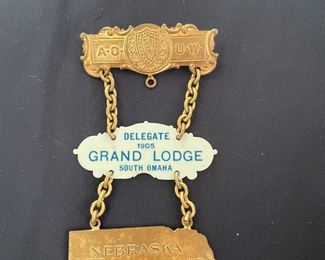 A.O. U.W.
DELEGATE
1905
GRAND LODGE
SOUTH OMAHA
NEBRASKA